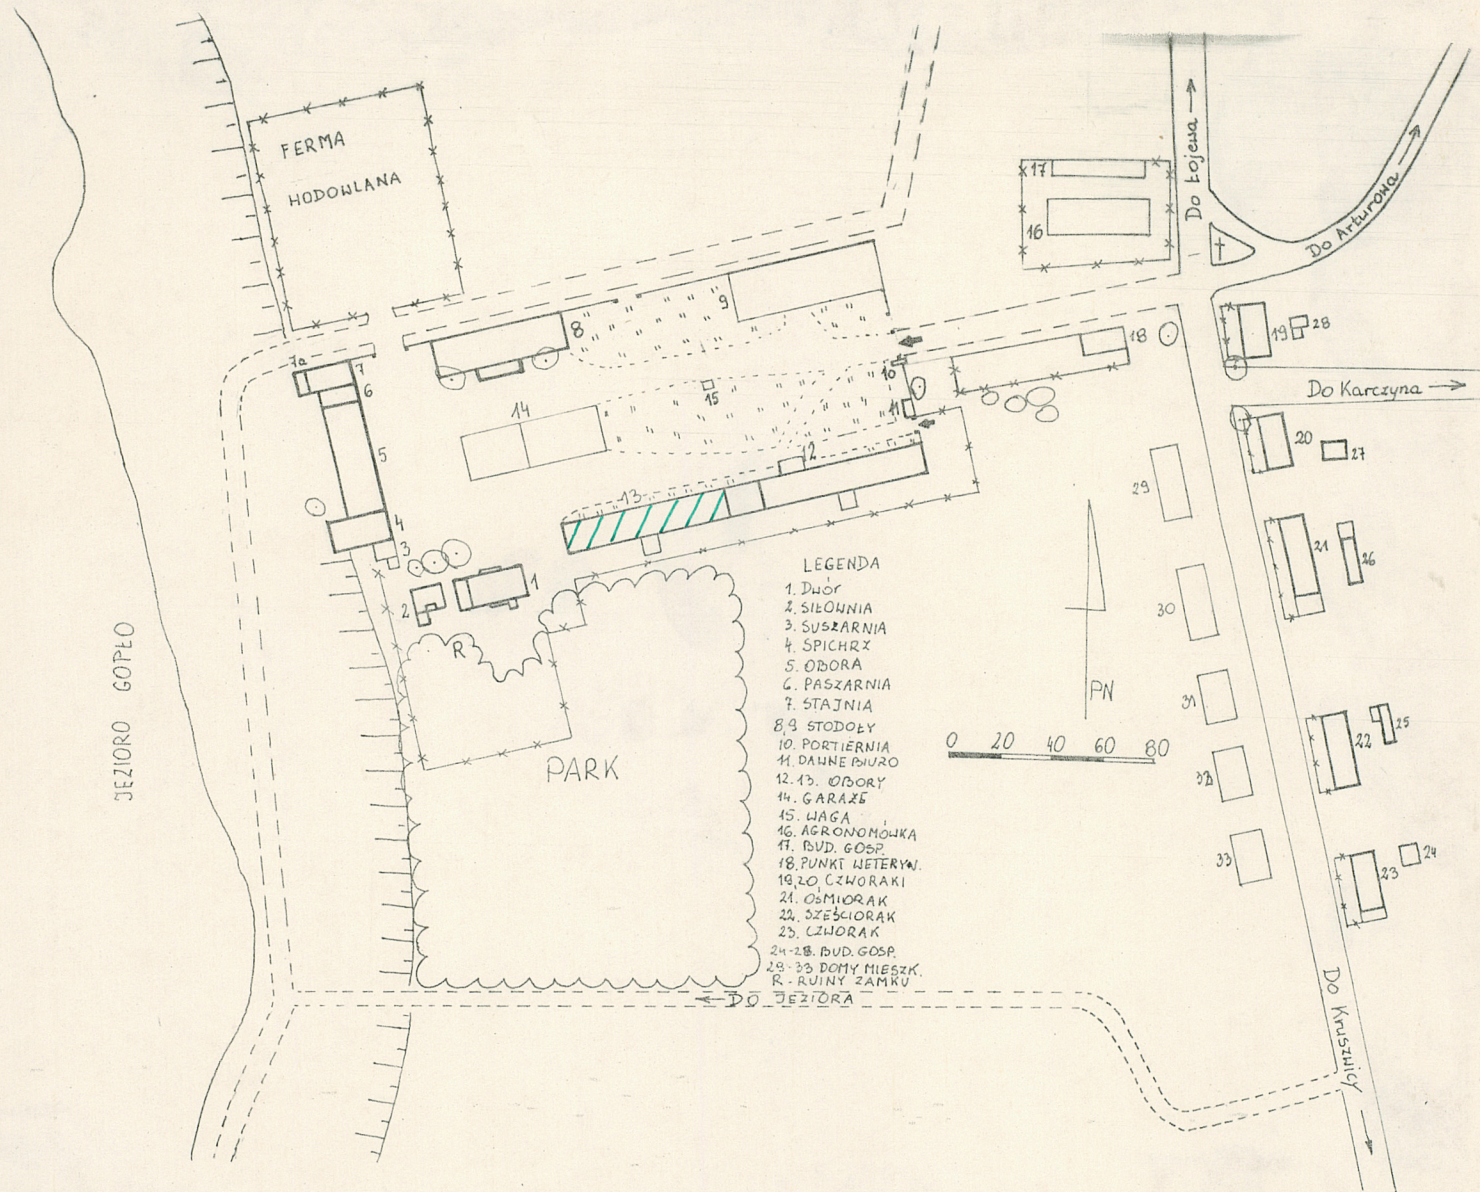 FERMA
HODOWLANA
17
16
Do Łojewa
Do Arturowa
8
9
7a
7
6
10
18
19
28
Do Karczyna
15
14
11
5
12
20
27
13
29
4
3
21
26
1
2
R
30
LEGENDA
1. Dwór
2. SIŁOWNIA
3. SUSZARNIA
4. SPICHRZ
5. OBORA
6. PASZARNIA
7. STAJNIA
8,9 STODOŁY
10. PORTIERNIA
11. DAWNE BIURO
12.13. OBORY
14. GARAŻE
15. WAGA
16. AGRONOMÓWKA
17. BUD. GOSP.
18. PUNKT WETERYN.
19,20 CZWORAKI
21. OŚMIORAK
22. SZEŚCIORAK
23. CZWORAK
24-28. BUD. GOSP.
29-33 DOMY MIESZK.
R - RUINY ZAMKU
PN
0 20 40 60 80
31
32
33
22
25
23
24
JEZIORO GOPŁO
PARK
DO JEZIORA
Do Kruszwicy